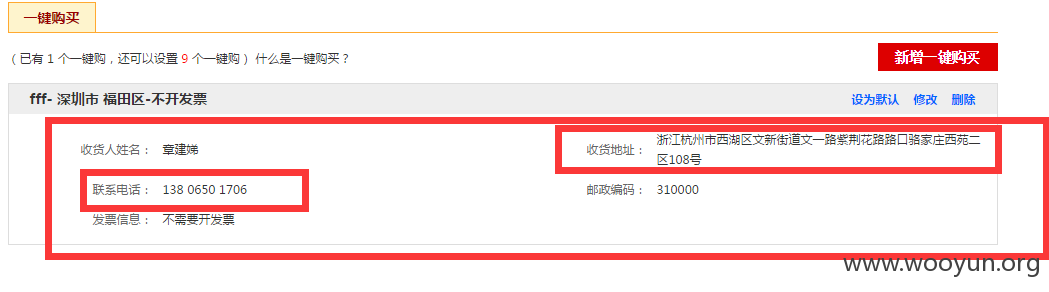 一键购买
（已有 1 个一键购，还可以设置 9 个一键购） 什么是一键购买？
新增一键购买
fff- 深圳市 福田区-不开发票
设为默认 修改 删除
收货人姓名： 章建娣
收货地址： 浙江杭州市西湖区文新街道文一路紫荆花路路口骆家庄西苑二
区108号
联系电话： 138 0650 1706
邮政编码： 310000
发票信息： 不需要开发票
www.wooyun.org